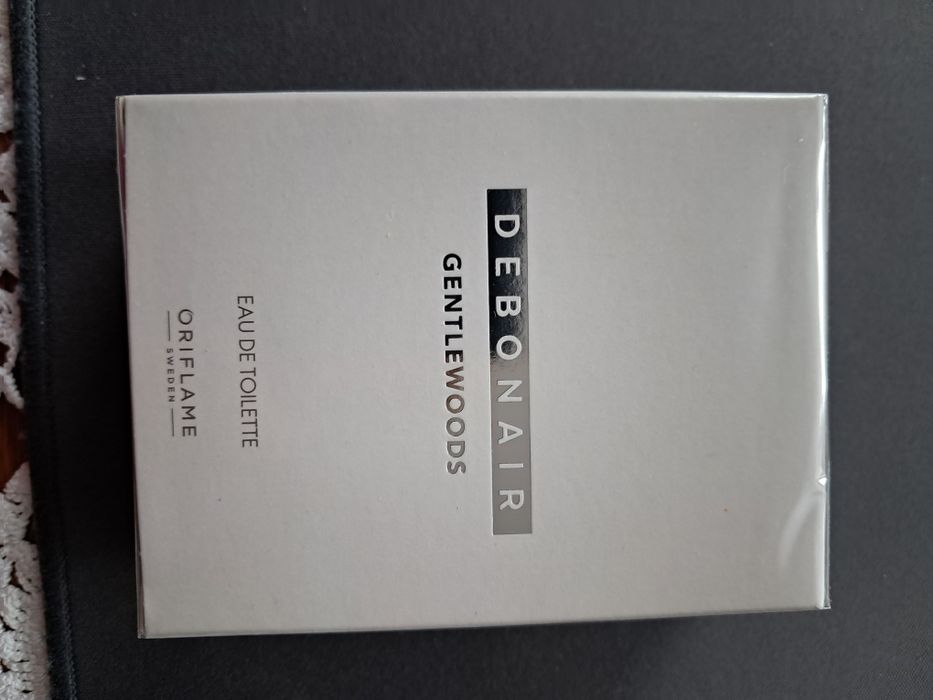 DEBONAIR
GENTLEWOODS
EAU DE TOILETTE
ORIFLAME
SWEDEN